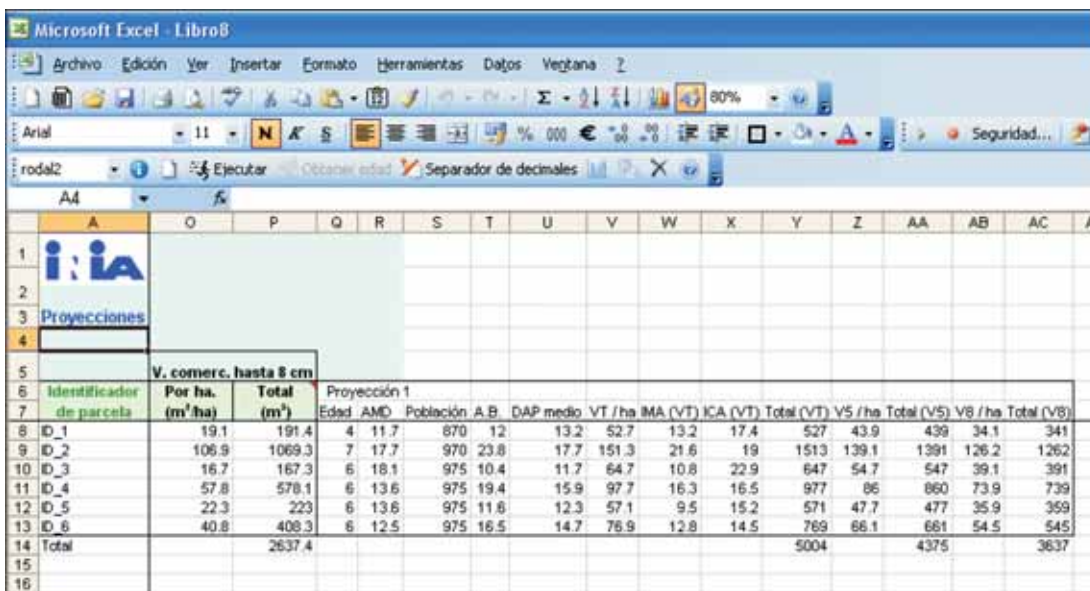 Microsoft Excel - Libro8
Archivo Edición Ver Insertar Formato Herramientas Datos Ventana ?
Σ 80%
Arial 11 N K S % 000 € A Seguridad...
rodal2 Ejecutar Obtener edad Separador de decimales
A4 fx
A O P Q R S T U V W X Y Z AA AB AC
1 iNiA
2
3 Proyecciones
4
5 V. comerc. hasta 8 cm
6 Identificador Por ha. Total Proyección 1
7 de parcela (m³/ha) (m³) Edad AMD Población A.B. DAP medio VT / ha IMA (VT) ICA (VT) Total (VT) V5 / ha Total (V5) V8 / ha Total (V8)
8 ID_1 19.1 191.4 4 11.7 870 12 13.2 52.7 13.2 17.4 527 43.9 439 34.1 341
9 ID_2 106.9 1069.3 7 17.7 970 23.8 17.7 151.3 21.6 19 1513 139.1 1391 126.2 1262
10 ID_3 16.7 167.3 6 18.1 975 10.4 11.7 64.7 10.8 22.9 647 54.7 547 39.1 391
11 ID_4 57.8 578.1 6 13.6 975 19.4 15.9 97.7 16.3 16.5 977 86 860 73.9 739
12 ID_5 22.3 223 6 13.6 975 11.6 12.3 57.1 9.5 15.2 571 47.7 477 35.9 359
13 ID_6 40.8 408.3 6 12.5 975 16.5 14.7 76.9 12.8 14.5 769 66.1 661 54.5 545
14 Total 2637.4 5004 4375 3637
15
16